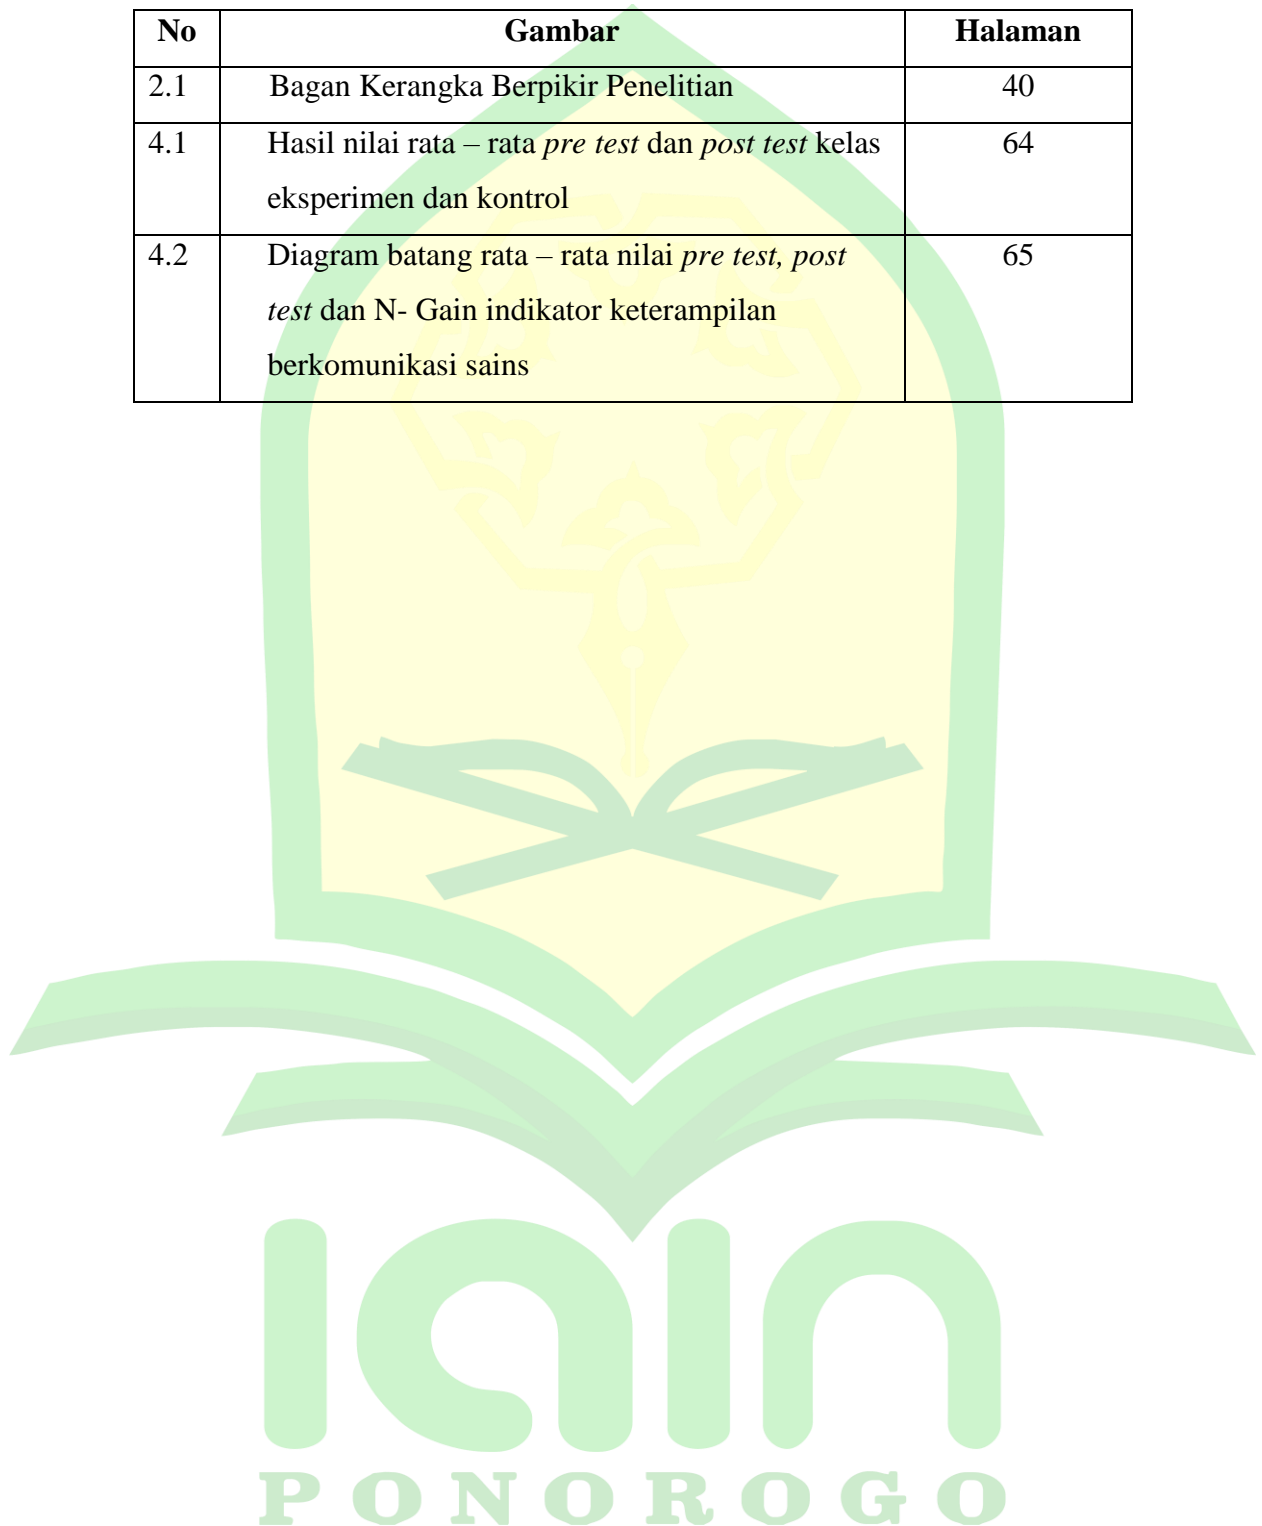 No Gambar Halaman
2.1 Bagan Kerangka Berpikir Penelitian 40
4.1 Hasil nilai rata – rata pre test dan post test kelas 64
eksperimen dan kontrol
4.2 Diagram batang rata – rata nilai pre test, post 65
test dan N- Gain indikator keterampilan
berkomunikasi sains
iain
PONOROGO